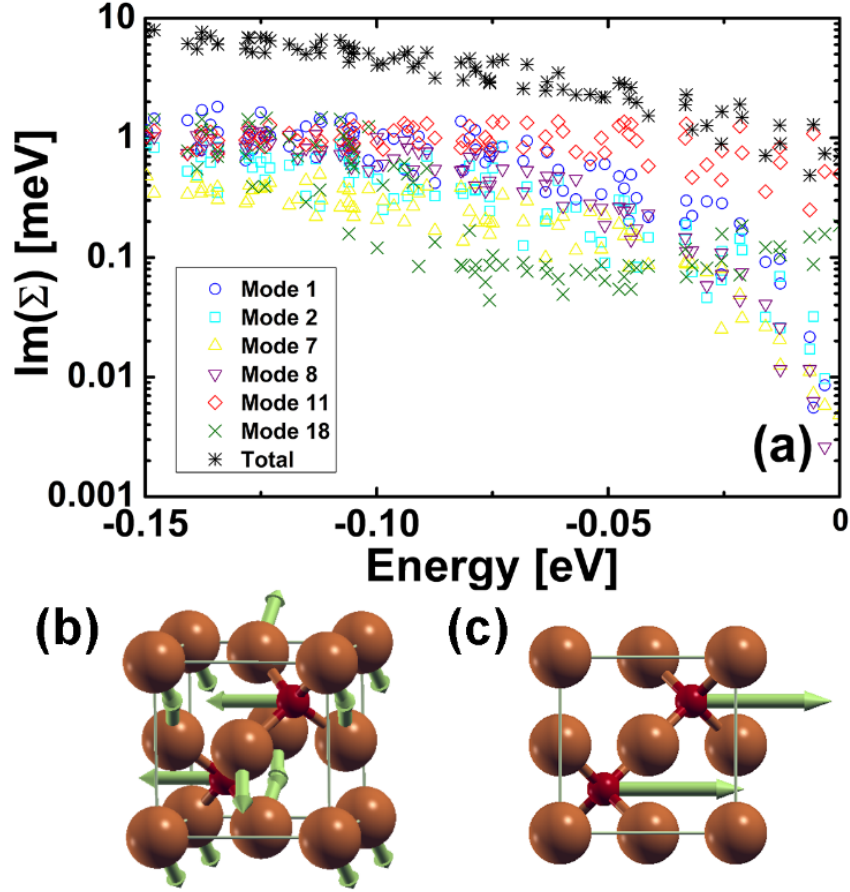 10
1
0.1
0.01
0.001
Im(Σ) [meV]
Mode 1
Mode 2
Mode 7
Mode 8
Mode 11
Mode 18
Total
(a)
-0.15 -0.10 -0.05 0
Energy [eV]
(b) (c)